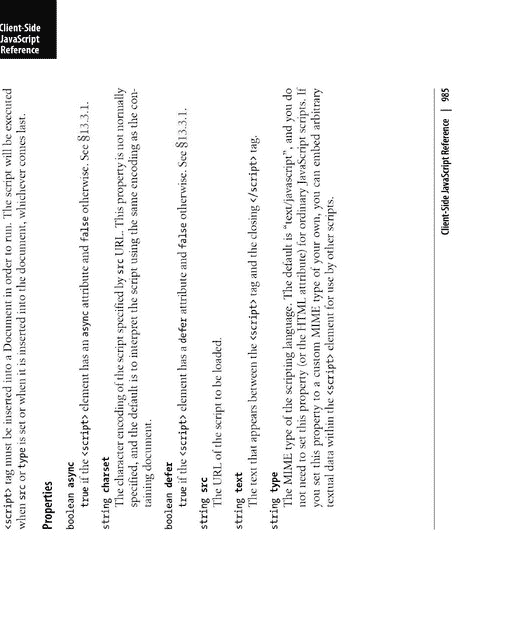 Client-Side
JavaScript
Reference
<script> tag must be inserted into a Document in order to run. The script will be executed
when src or type is set or when it is inserted into the document, whichever comes last.
Properties
boolean async
true if the <script> element has an async attribute and false otherwise. See §13.3.1.
string charset
The character encoding of the script specified by src URL. This property is not normally
specified, and the default is to interpret the script using the same encoding as the con-
taining document.
boolean defer
true if the <script> element has a defer attribute and false otherwise. See §13.3.1.
string src
The URL of the script to be loaded.
string text
The text that appears between the <script> tag and the closing </script> tag.
string type
The MIME type of the scripting language. The default is “text/javascript”, and you do
not need to set this property (or the HTML attribute) for ordinary JavaScript scripts. If
you set this property to a custom MIME type of your own, you can embed arbitrary
textual data within the <script> element for use by other scripts.
Client-Side JavaScript Reference | 985